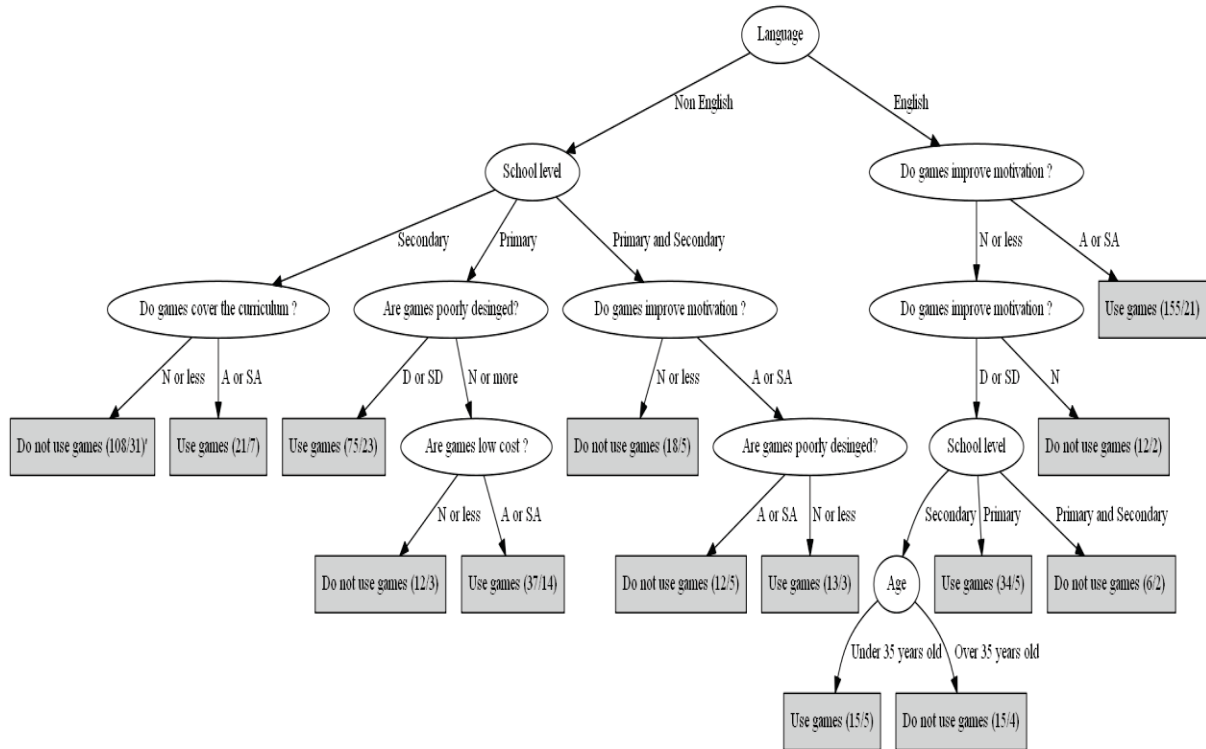 Language
Non English
English
School level
Do games improve motivation ?
Secondary
Primary
Primary and Secondary
N or less
A or SA
Do games cover the curriculum ?
Are games poorly desinged?
Do games improve motivation ?
Do games improve motivation ?
Use games (155/21)
N or less
A or SA
D or SD
N or more
N or less
A or SA
D or SD
N
Do not use games (108/31)'
Use games (21/7)
Use games (75/23)
Are games low cost ?
Do not use games (18/5)
Are games poorly desinged?
School level
Do not use games (12/2)
N or less
A or SA
A or SA
N or less
Secondary
Primary
Primary and Secondary
Do not use games (12/3)
Use games (37/14)
Do not use games (12/5)
Use games (13/3)
Age
Use games (34/5)
Do not use games (6/2)
Under 35 years old
Over 35 years old
Use games (15/5)
Do not use games (15/4)